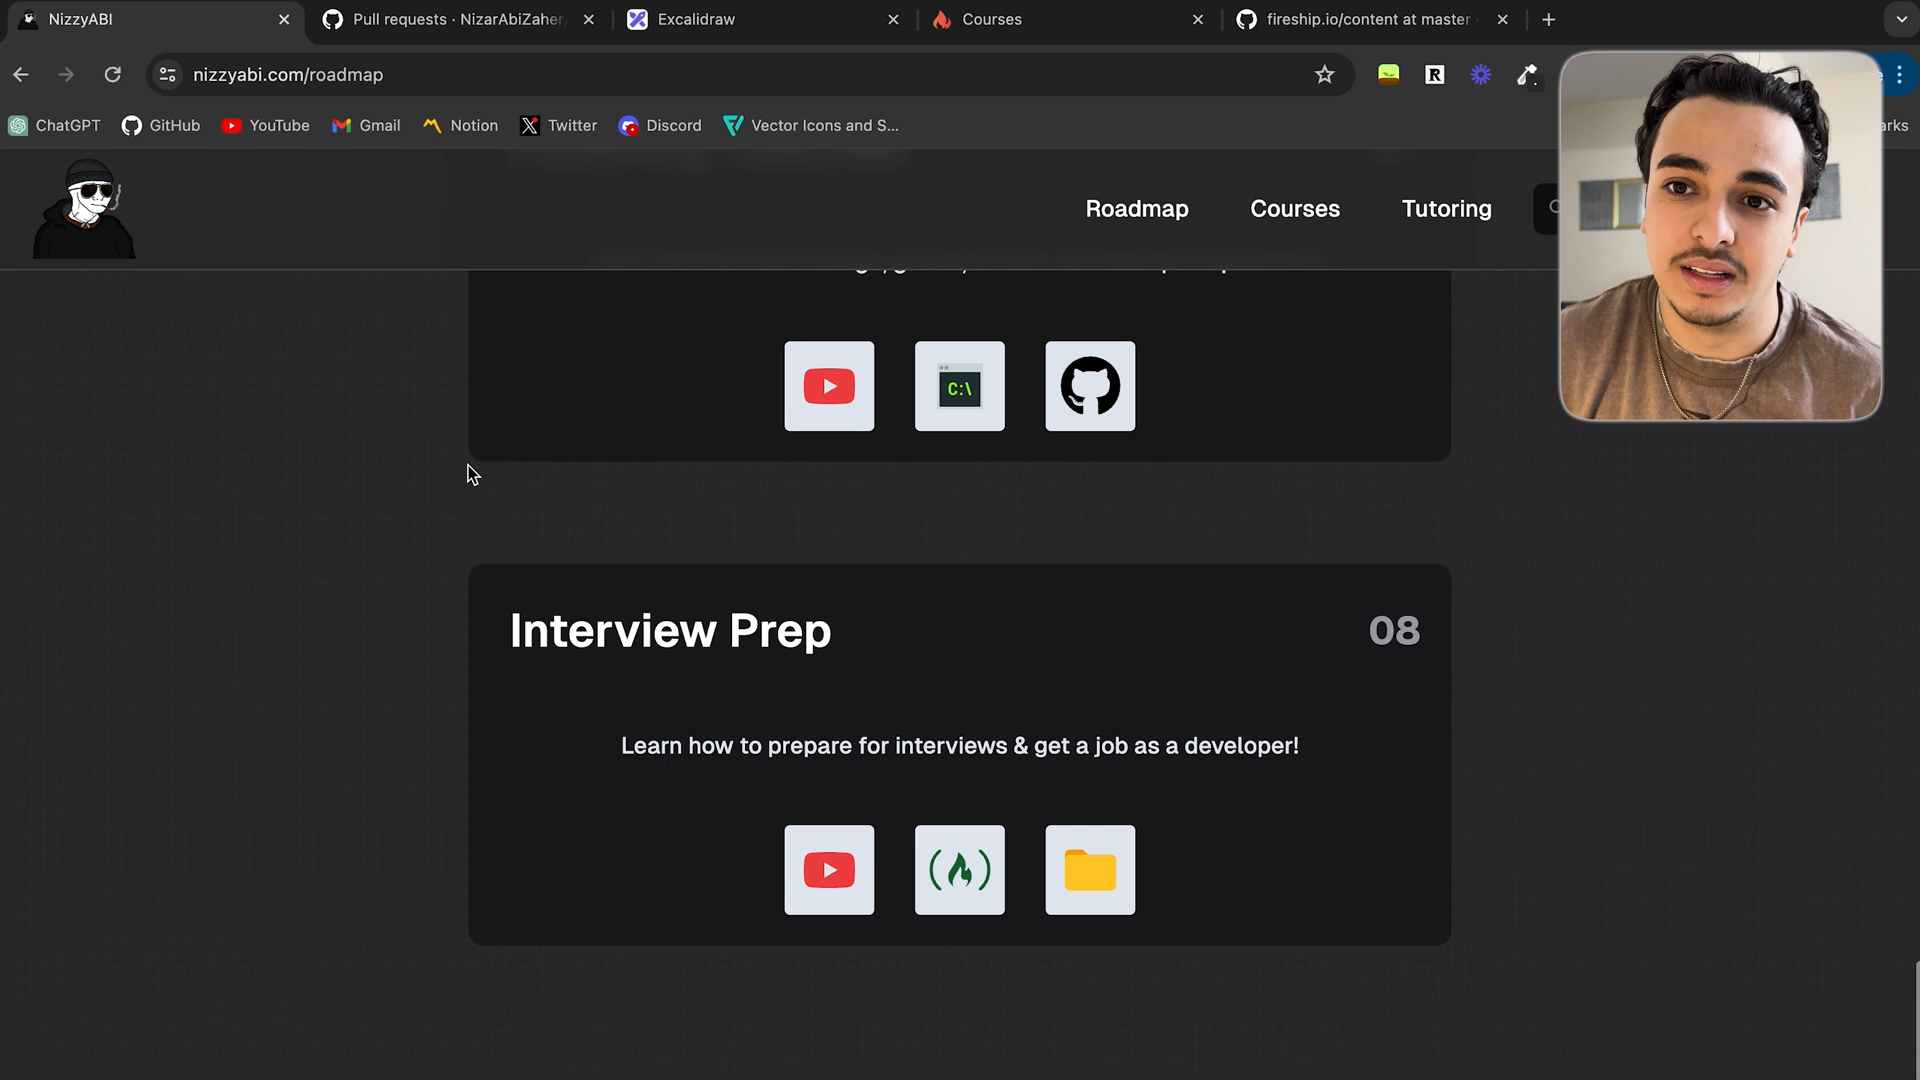 NizzyABI
Pull requests · NizarAbiZaher
Excalidraw
Courses
fireship.io/content at master
nizzyabi.com/roadmap
ChatGPT
GitHub
YouTube
Gmail
Notion
Twitter
Discord
Vector Icons and S...
Roadmap
Courses
Tutoring
C:\
Interview Prep
08
Learn how to prepare for interviews & get a job as a developer!